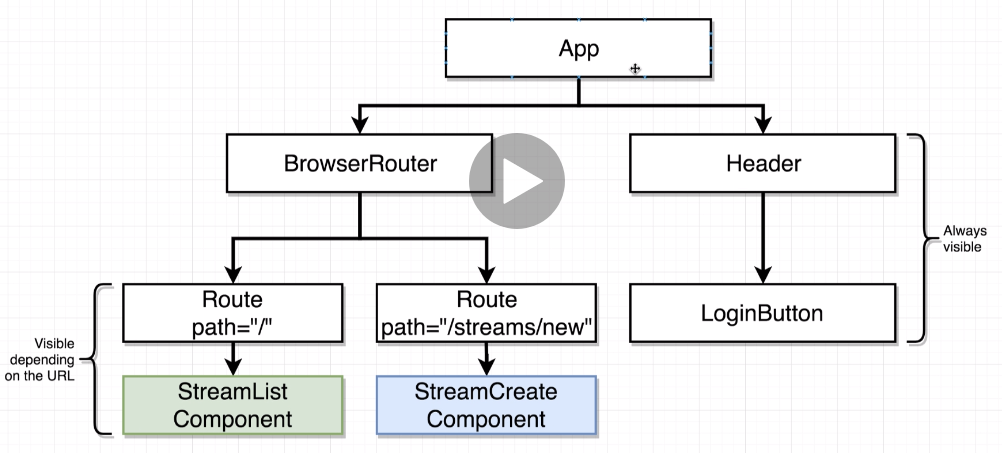 App
BrowserRouter
Header
Always
visible
Route
path="/"
Route
path="/streams/new"
LoginButton
Visible
depending
on the URL
StreamList
Component
StreamCreate
Component